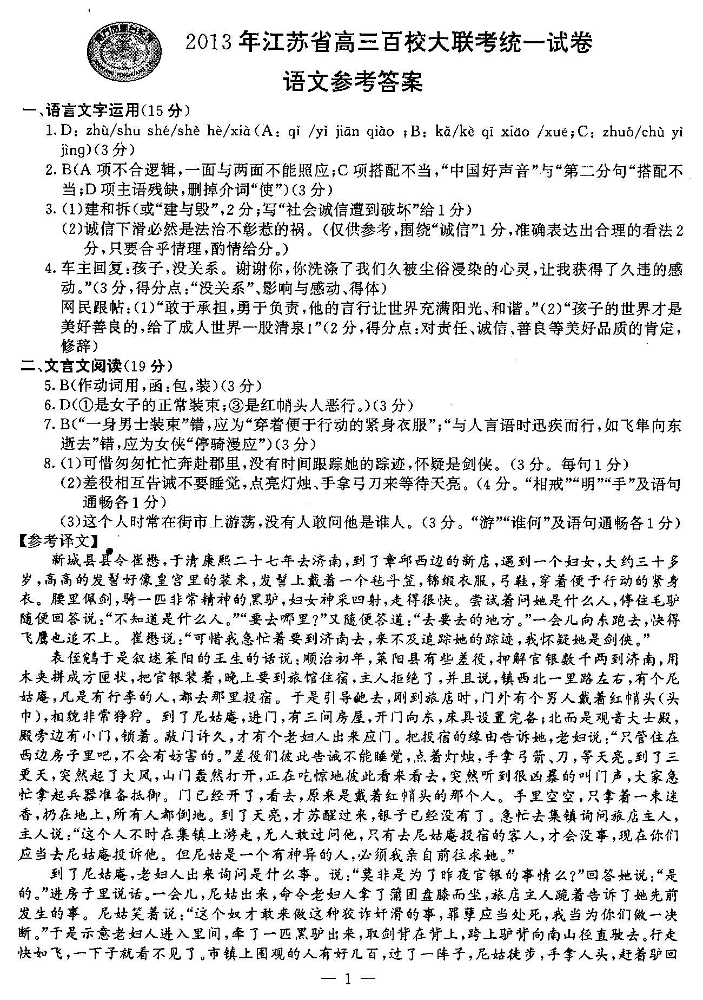 南方凤凰台系列
NANFANG FENGHUANG TAI
2013年江苏省高三百校大联考统一试卷
语文参考答案
一、语言文字运用(15分)
1. D：zhù/shū shé/shè hè/xià(A：qǐ /yǐ jiān qiào ;B：kǎ/kè qī xiāo /xuē;C：zhuó/chù yì
jìng)(3分)
2. B(A项不合逻辑,一面与两面不能照应;C项搭配不当,“中国好声音”与“第二分句“搭配不
当;D项主语残缺,删掉介词“使”)(3分)
3. (1)建和拆(或“建与毁”,2分;写“社会诚信遭到破坏”给1分)
(2)诚信下滑必然是法治不彰惹的祸。(仅供参考,围绕“诚信”1分,准确表达出合理的看法2
分,只要合乎情理,酌情给分。)
4. 车主回复:孩子,没关系。谢谢你,你洗涤了我们久被尘俗浸染的心灵,让我获得了久违的感
动。”(3分,得分点:“没关系”、影响与感动、得体)
网民跟帖:(1)“敢于承担,勇于负责,他的言行让世界充满阳光、和谐。”(2)“孩子的世界才是
美好善良的,给了成人世界一股清泉!”(2分,得分点:对责任、诚信、善良等美好品质的肯定,
修辞)
二、文言文阅读(19分)
5. B(作动词用,函:包,装)(3分)
6. D(①是女子的正常装束;③是红帩头人恶行。)(3分)
7. B(“一身男士装束”错,应为“穿着便于行动的紧身衣服”;“与人言语时迅疾而行,如飞隼向东
逝去”错,应为女侠“停骑漫应”)(3分)
8. (1)可惜匆匆忙忙奔赴郡里,没有时间跟踪她的踪迹,怀疑是剑侠。(3分。每句1分)
(2)差役相互告诫不要睡觉,点亮灯烛、手拿弓刀来等待天亮。(4分。“相戒”“明”“手”及语句
通畅各1分)
(3)这个人时常在街市上游荡,没有人敢问他是谁人。(3分。“游”“谁何”及语句通畅各1分)
【参考译文】
新城县县令崔懋,于清康熙二十七年去济南,到了章邱西边的新店,遇到一个妇女,大约三十多
岁,高高的发髻好像皇宫里的装束,发髻上戴着一个毡斗笠,锦缎衣服,弓鞋,穿着便于行动的紧身
衣。腰里佩剑,骑一匹非常精神的黑驴,妇女神采四射,走得很快。尝试着问她是什么人,停住毛驴
随便回答说:“不知道是什么人。”“要去哪里?”又随便答道:“去要去的地方。”一会儿向东跑去,快得
飞鹰也追不上。崔懋说:“可惜我急忙着要到济南去,来不及追踪她的踪迹,我怀疑她是剑侠。”
表侄鹓于是叙述莱阳的王生的话说:顺治初年,莱阳县有些差役,押解官银数千两到济南,用
木夹拼成方匣状,把官银装着,晚上要到旅馆住宿,主人拒绝了,并且说,镇西北一里路左右,有个尼
姑庵,凡是有行李的人,都去那里投宿。于是引导他去,刚到旅店时,门外有个男人戴着红帩头(头
巾),相貌非常狰狞。到了尼姑庵,进门,有三间房屋,开门向东,床具设置完备;北而是观音大士殿,
殿旁边有小门,锁着。敲门许久,才有个老妇人出来应门。把投宿的缘由告诉她,老妇说:“只管住在
西边房子里吧,不会有妨害的。”差役们彼此告诫不能睡觉,点着灯烛,手拿弓箭、刀,等天亮。到了三
更天,突然起了大风,山门轰然打开,正在吃惊地彼此看来看去,突然听到很凶暴的叫门声,大家急
忙拿起兵器准备抵御。门已经开了,看去,原来是戴着红帩头的那个人。手里空空,只拿着一束迷
香,扔在地上,所有人都倒地。到了天亮,才苏醒过来,银子已经没有了。急忙去集镇询问旅店主人,
主人说:“这个人不时在集镇上游走,无人敢过问他,只有去尼姑庵投宿的客人,才会没事,现在你们
应当去尼姑庵投诉他。但尼姑是一个有神异的人,必须我亲自前往求她。”
到了尼姑庵,老妇人出来询问是什么事。说:“莫非是为了昨夜官银的事情么?”回答她说:“是
的。”进房子里说话。一会儿,尼姑出来,命令老妇人拿了蒲团盘膝而坐,旅店主人跪着告诉了她先前
发生的事。尼姑笑着说:“这个奴才敢来做这种狡诈奸滑的事,罪孽应当处死,我当为你们做一决
断。”于是示意老妇人进入里间,牵了一匹黑驴出来,取剑背在背上,跨上驴背向南山径直驶去。行走
快如飞,一下子就看不见了。市镇上围观的人有好几百,过了一阵子,尼姑徒步,手拿人头,赶着驴回
— 1 —